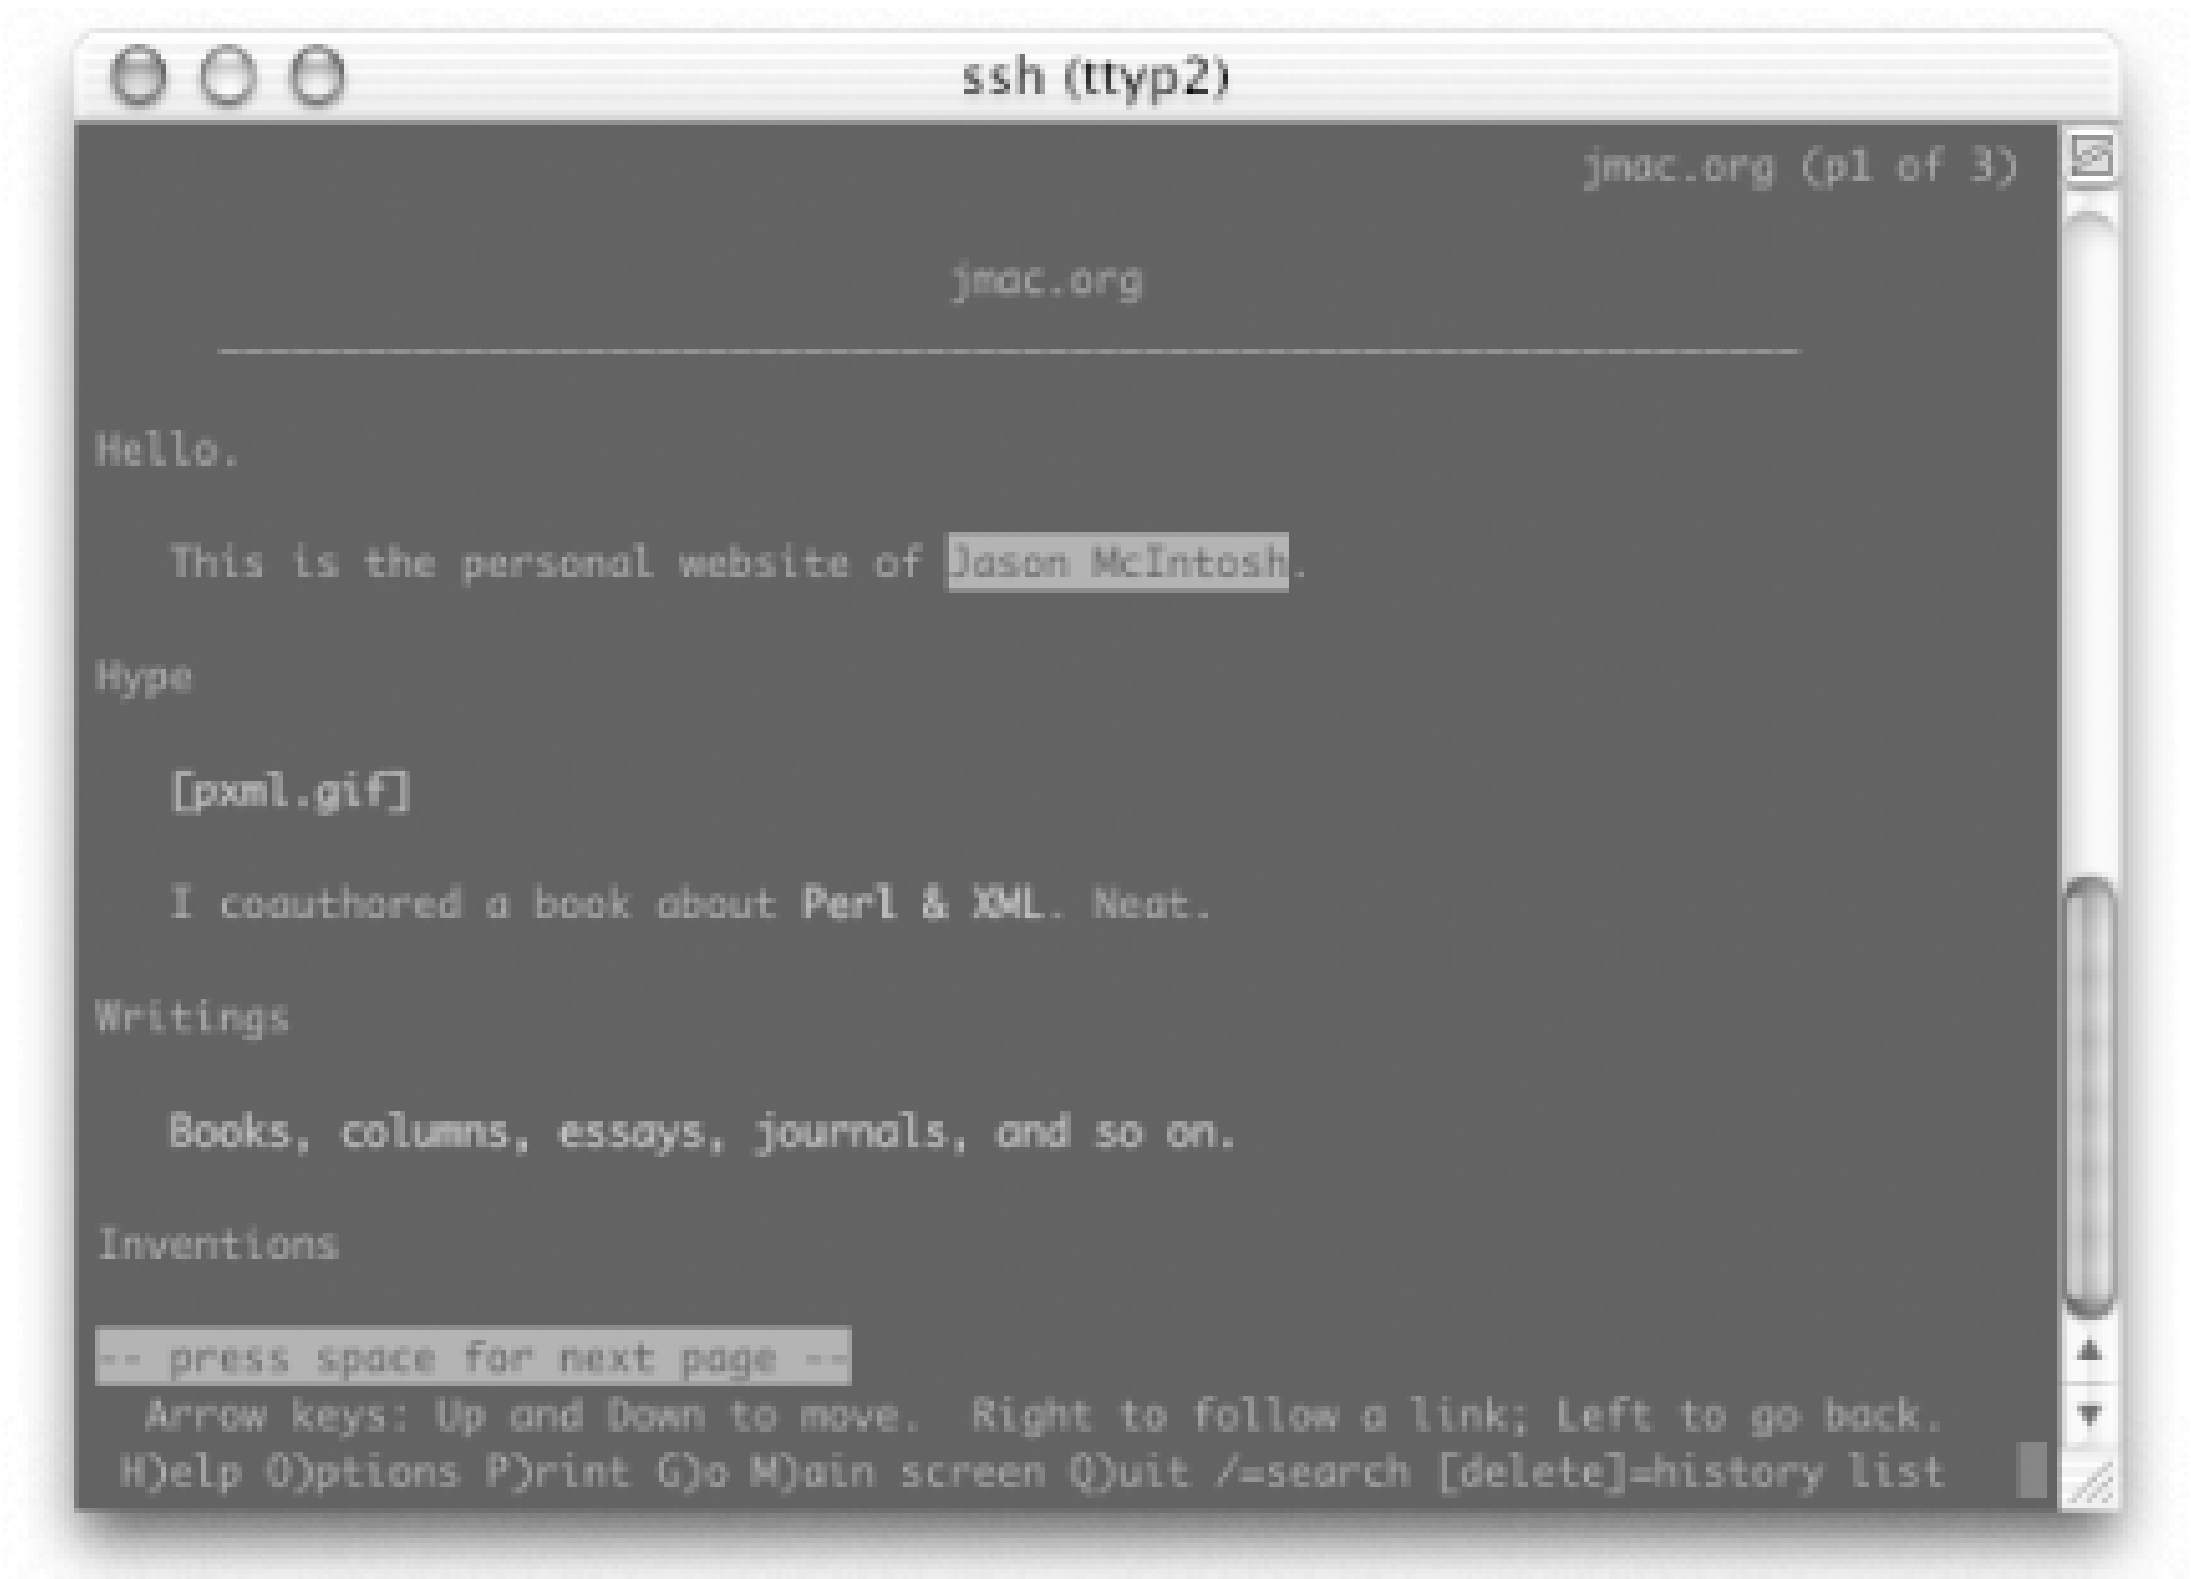 ssh (ttyp2)
jmac.org (p1 of 3)
jmac.org
Hello.
This is the personal website of Jason McIntosh.
Hype
[pxml.gif]
I coauthored a book about Perl & XML. Neat.
Writings
Books, columns, essays, journals, and so on.
Inventions
-- press space for next page --
Arrow keys: Up and Down to move.  Right to follow a link; Left to go back.
H)elp O)ptions P)rint G)o M)ain screen Q)uit /=search [delete]=history list